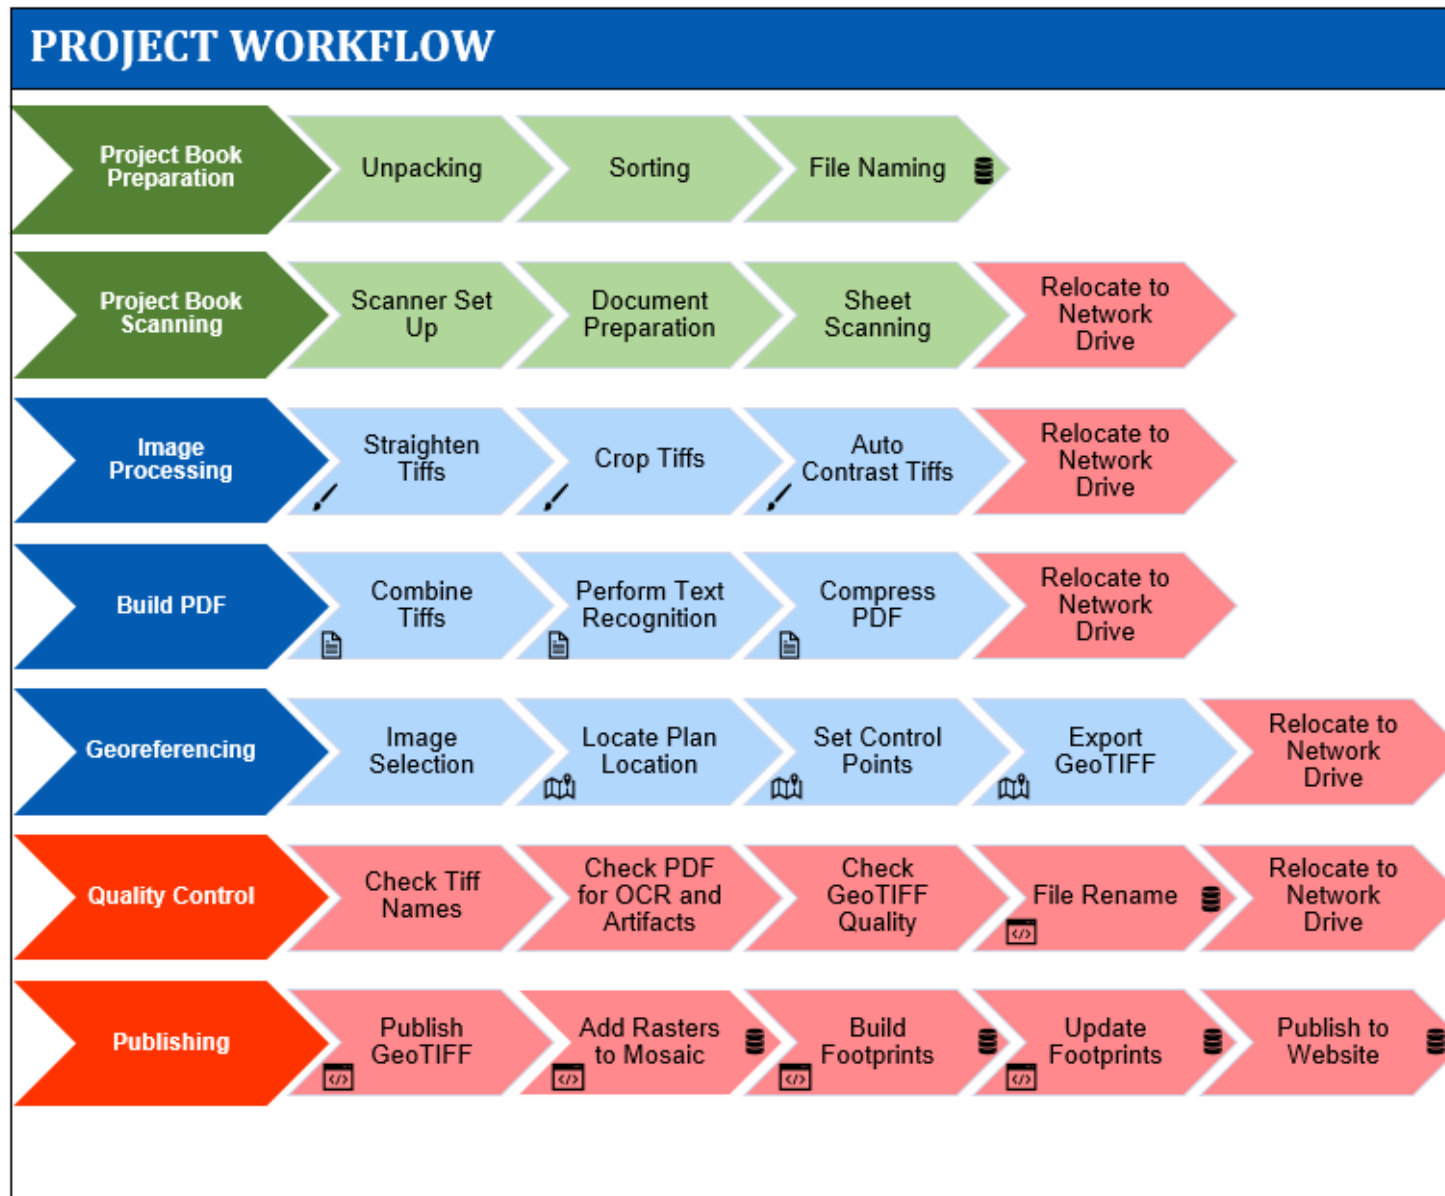 PROJECT WORKFLOW
Project Book
Preparation
Unpacking
Sorting
File Naming
Project Book
Scanning
Scanner Set
Up
Document
Preparation
Sheet
Scanning
Relocate to
Network
Drive
Image
Processing
Straighten
Tiffs
Crop Tiffs
Auto
Contrast Tiffs
Relocate to
Network
Drive
Build PDF
Combine
Tiffs
Perform Text
Recognition
Compress
PDF
Relocate to
Network
Drive
Georeferencing
Image
Selection
Locate Plan
Location
Set Control
Points
Export
GeoTIFF
Relocate to
Network
Drive
Quality Control
Check Tiff
Names
Check PDF
for OCR and
Artifacts
Check
GeoTIFF
Quality
File Rename
</>
Relocate to
Network
Drive
Publishing
Publish
GeoTIFF
</>
Add Rasters
to Mosaic
</>
Build
Footprints
</>
Update
Footprints
</>
Publish to
Website